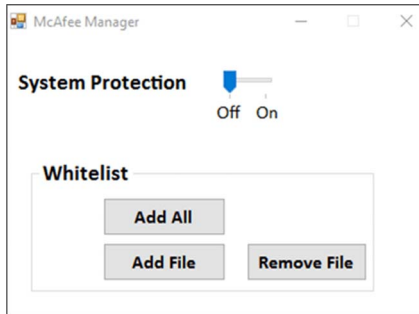 McAfee Manager
System Protection
Off On
Whitelist
Add All
Add File Remove File